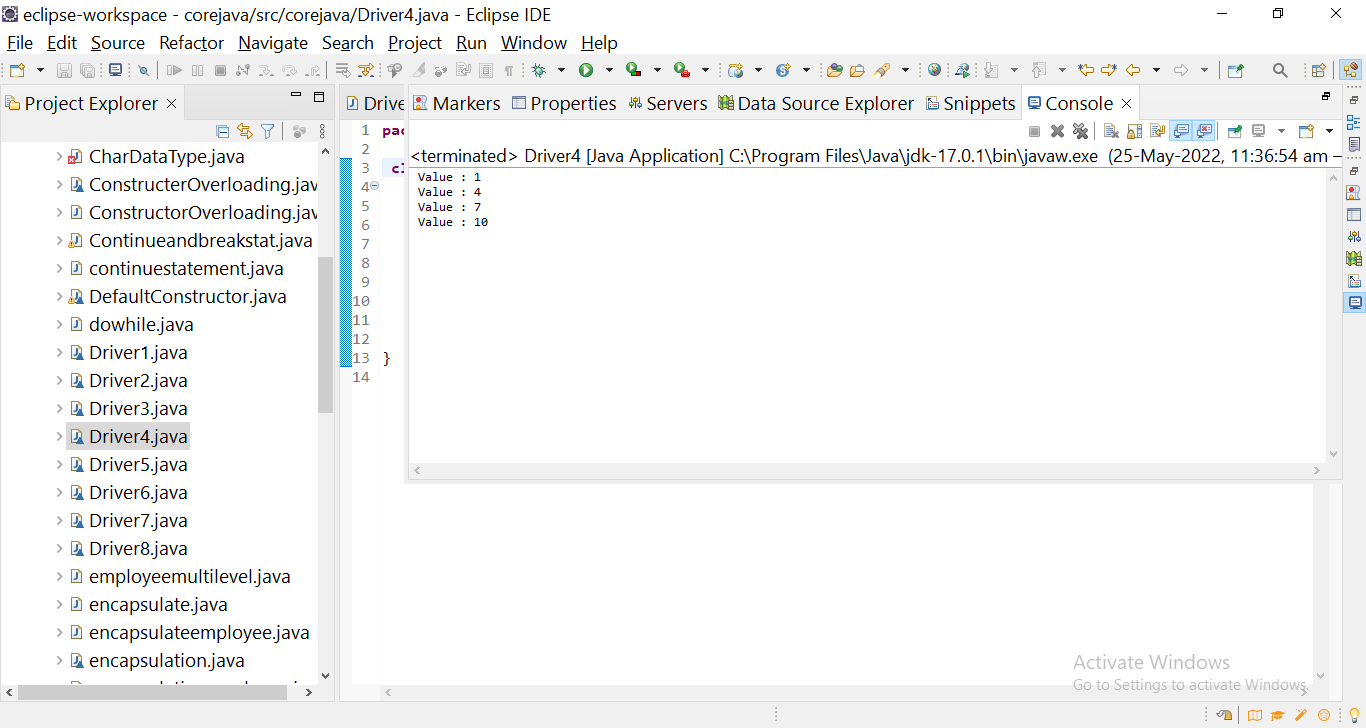 eclipse-workspace - corejava/src/corejava/Driver4.java - Eclipse IDE
File Edit Source Refactor Navigate Search Project Run Window Help
Project Explorer
Drive
Markers Properties Servers Data Source Explorer Snippets Console
<terminated> Driver4 [Java Application] C:\Program Files\Java\jdk-17.0.1\bin\javaw.exe (25-May-2022, 11:36:54 am –
Value : 1
Value : 4
Value : 7
Value : 10
CharDataType.java
ConstructerOverloading.jav
ConstructorOverloading.jav
Continueandbreakstat.java
continuestatement.java
DefaultConstructor.java
dowhile.java
Driver1.java
Driver2.java
Driver3.java
Driver4.java
Driver5.java
Driver6.java
Driver7.java
Driver8.java
employeemultilevel.java
encapsulate.java
encapsulateemployee.java
encapsulation.java
1 pac
2
3 cl
4
5
6
7
8
9
10
11
12
13 }
14
Activate Windows
Go to Settings to activate Windows.